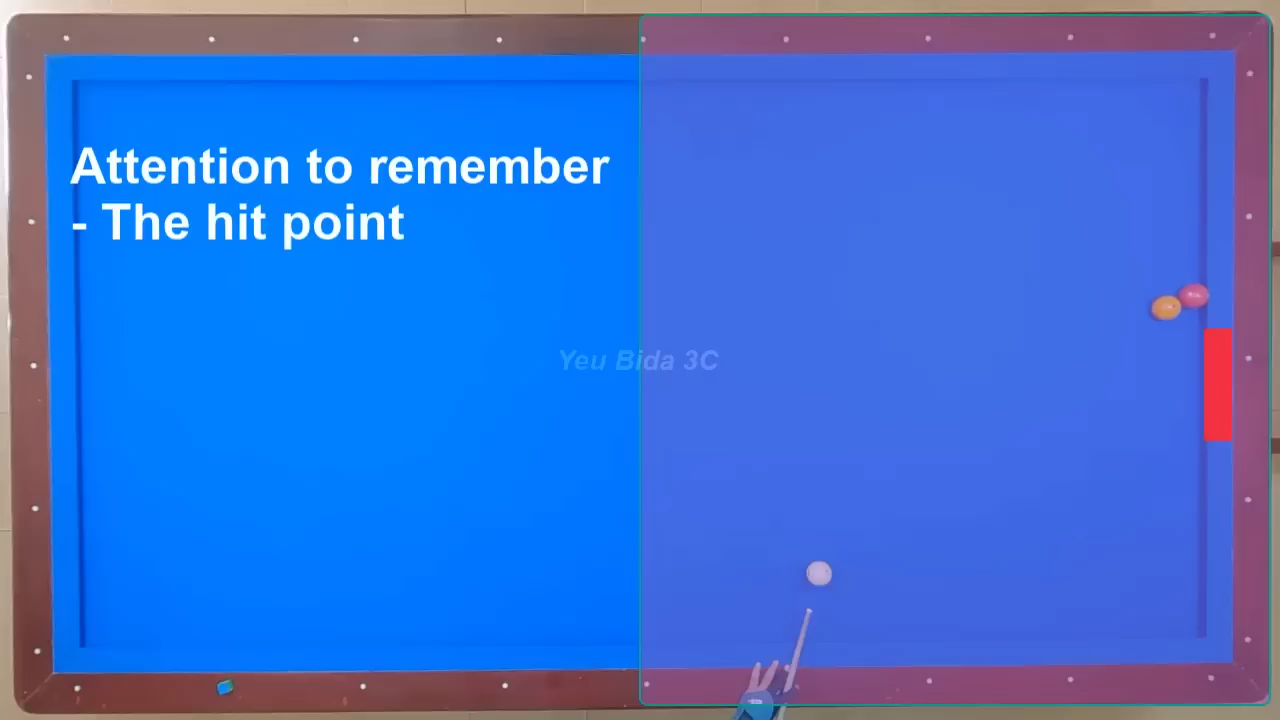 Attention to remember
- The hit point
Yeu Bida 3C